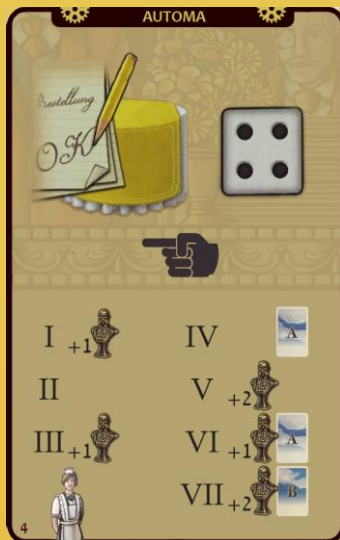 AUTOMA
Bestellung
OK
I +1
II
III +1
IV A
V +2
VI +1 A
VII +2 B
4